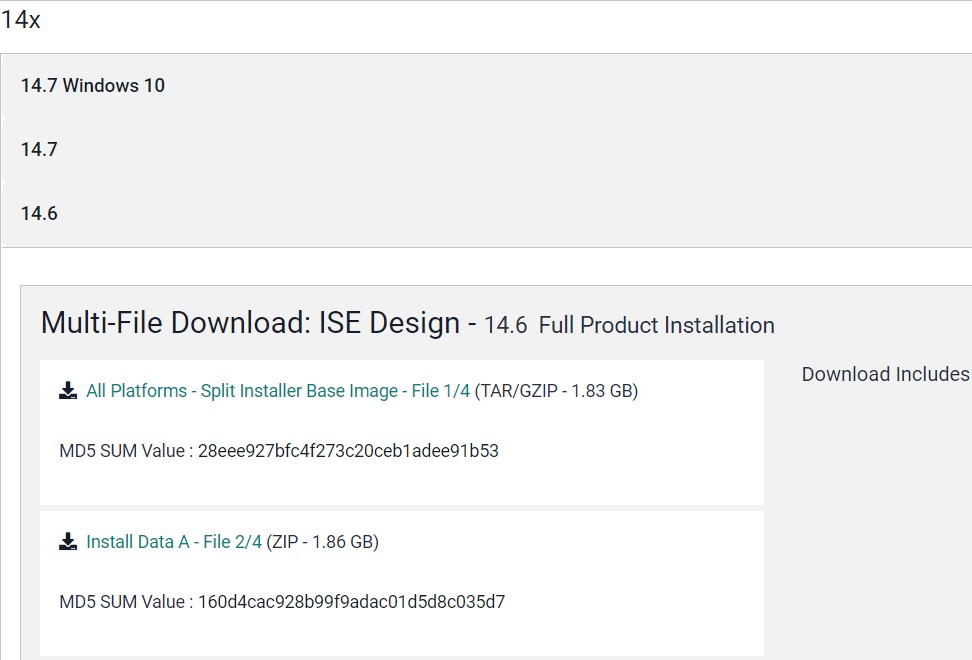 14x
14.7 Windows 10
14.7
14.6
Multi-File Download: ISE Design - 14.6 Full Product Installation
All Platforms - Split Installer Base Image - File 1/4 (TAR/GZIP - 1.83 GB)
Download Includes
MD5 SUM Value : 28eee927bfc4f273c20ceb1adee91b53
Install Data A - File 2/4 (ZIP - 1.86 GB)
MD5 SUM Value : 160d4cac928b99f9adac01d5d8c035d7